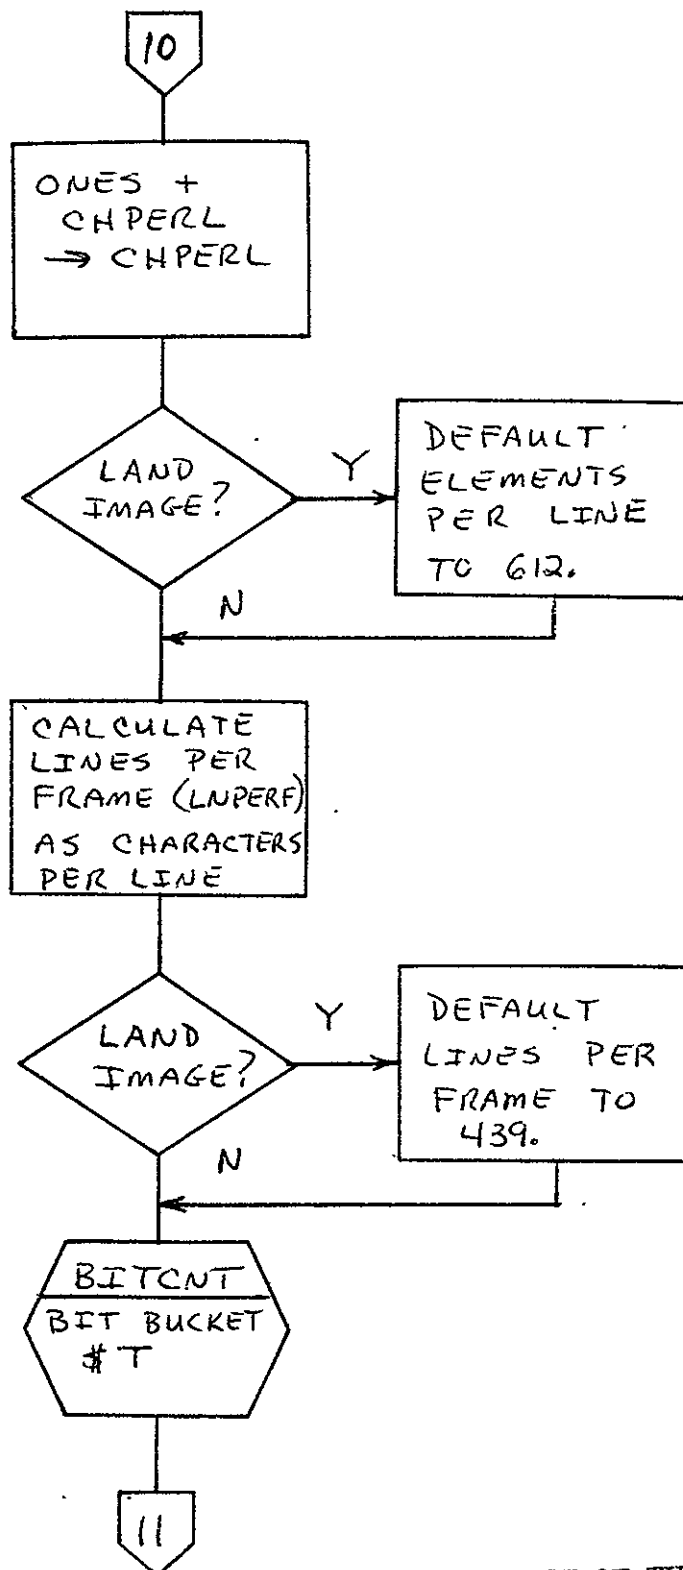 10
ONES +
CHPERL
→ CHPERL
LAND
IMAGE?
Y
DEFAULT
ELEMENTS
PER LINE
TO 612.
N
CALCULATE
LINES PER
FRAME (LNPERF)
AS CHARACTERS
PER LINE
LAND
IMAGE?
Y
DEFAULT
LINES PER
FRAME TO
439.
N
BITCNT
BIT BUCKET
#T
11